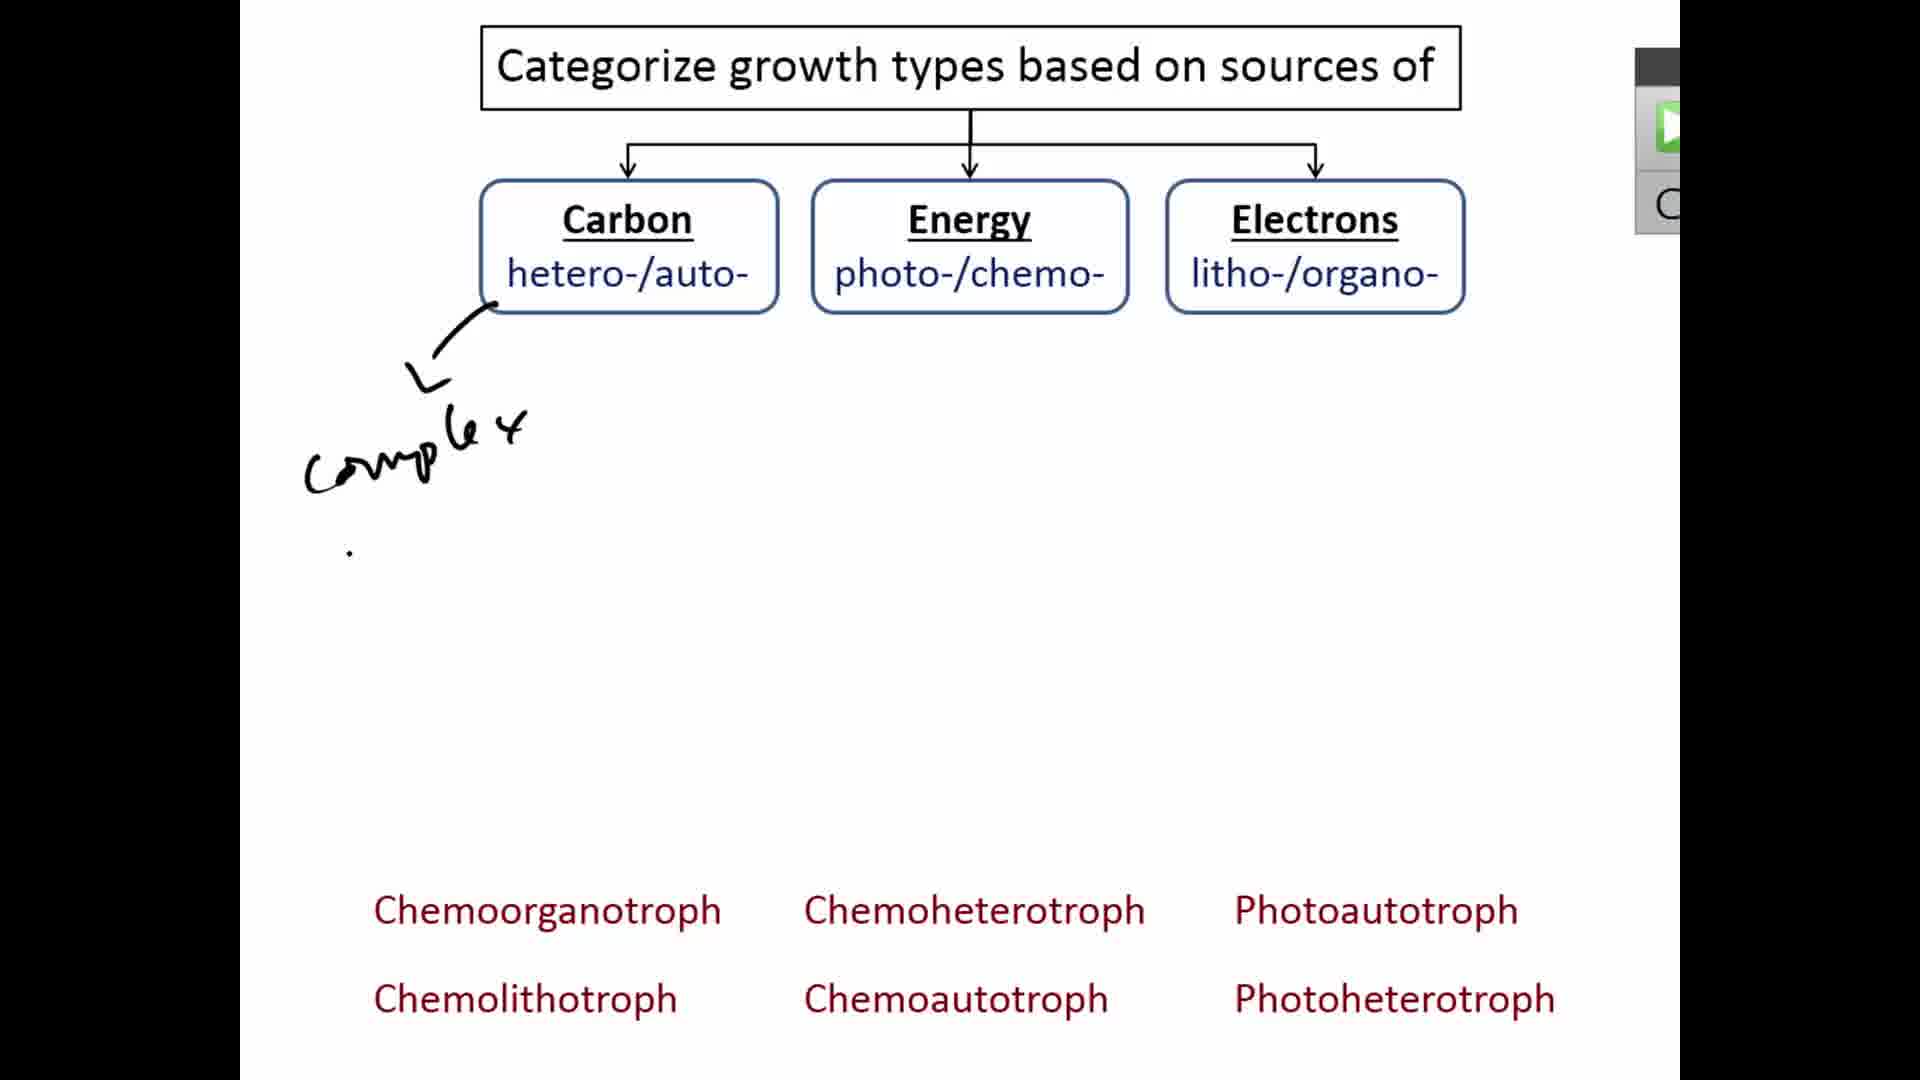 Categorize growth types based on sources of
Carbon
hetero-/auto-
Energy
photo-/chemo-
Electrons
litho-/organo-
complex
Chemoorganotroph
Chemoheterotroph
Photoautotroph
Chemolithotroph
Chemoautotroph
Photoheterotroph